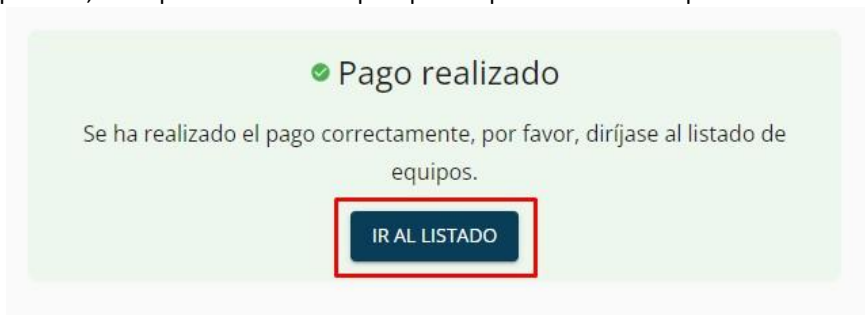 Pago realizado
Se ha realizado el pago correctamente, por favor, diríjase al listado de
equipos.
IR AL LISTADO